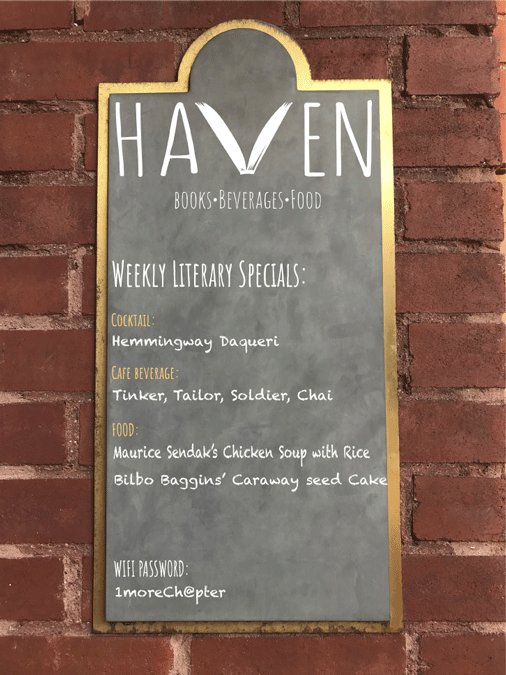 HAVEN
BOOKS•BEVERAGES•FOOD
WEEKLY LITERARY SPECIALS:
COCKTAIL:
Hemmingway Daqueri
CAFE BEVERAGE:
Tinker, Tailor, Soldier, Chai
FOOD:
Maurice Sendak's Chicken Soup with Rice
Bilbo Baggins' Caraway seed Cake
WIFI PASSWORD:
1moreCh@pter